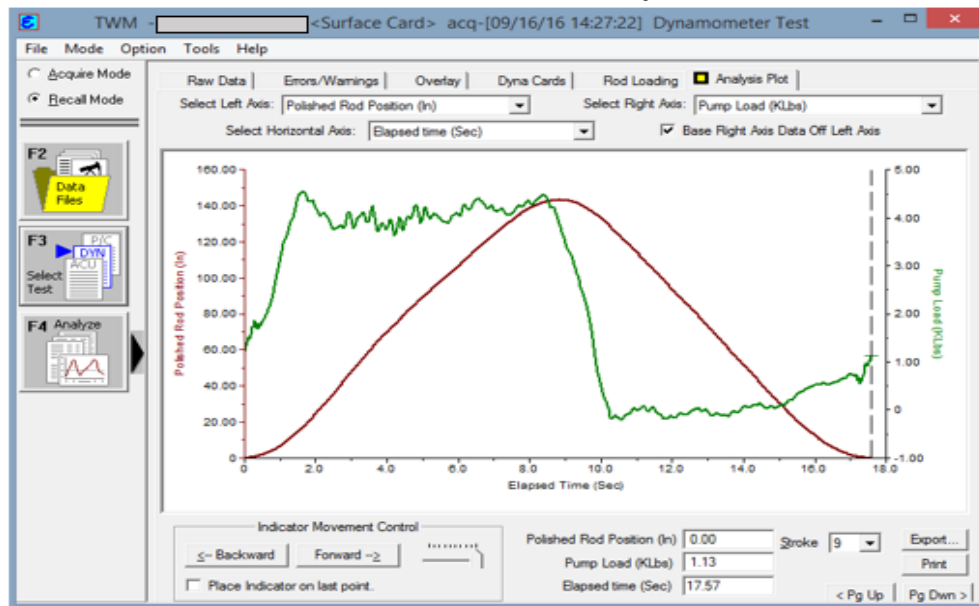 TWM - <Surface Card> acq-[09/16/16 14:27:22] Dynamometer Test
File Mode Option Tools Help
Acquire Mode
Recall Mode
F2
Data
Files
F3
P/C
DYN
ACU
Select
Test
F4 Analyze
Raw Data Errors/Warnings Overlay Dyna Cards Rod Loading Analysis Plot
Select Left Axis: Polished Rod Position (In) Select Right Axis: Pump Load (KLbs)
Select Horizontal Axis: Elapsed time (Sec) Base Right Axis Data Off Left Axis
160.00
140.00
120.00
100.00
80.00
60.00
40.00
20.00
0
Polished Rod Position (In)
5.00
4.00
3.00
2.00
1.00
0
-1.00
Pump Load (KLbs)
0 2.0 4.0 6.0 8.0 10.0 12.0 14.0 16.0 18.0
Elapsed Time (Sec)
Indicator Movement Control
<-- Backward Forward -->
Place Indicator on last point.
Polished Rod Position (In) 0.00
Pump Load (KLbs) 1.13
Elapsed time (Sec) 17.57
Stroke 9
Export...
Print
< Pg Up Pg Dwn >